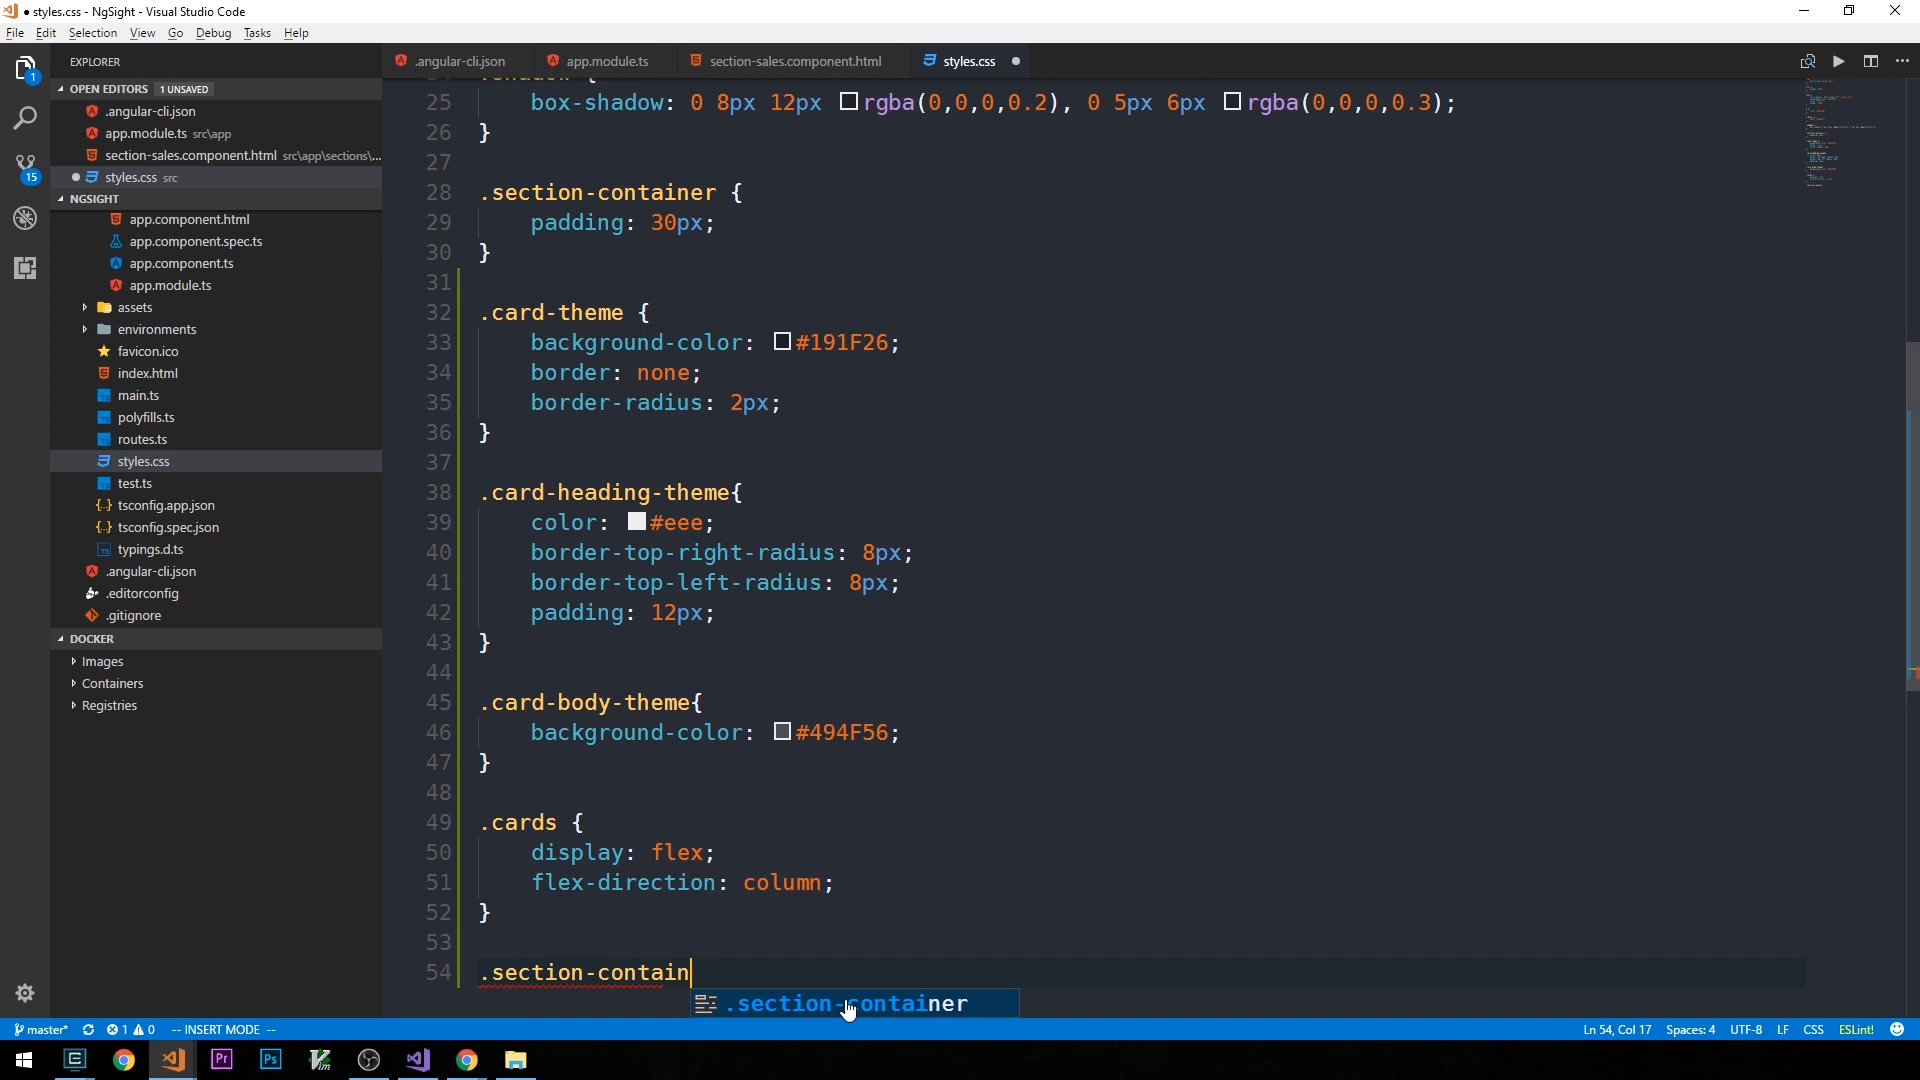 styles.css - NgSight - Visual Studio Code
File Edit Selection View Go Debug Tasks Help
1
EXPLORER
.angular-cli.json
app.module.ts
section-sales.component.html
styles.css
OPEN EDITORS 1 UNSAVED
.angular-cli.json
app.module.ts src\app
section-sales.component.html src\app\sections\...
styles.css src
15
NGSIGHT
app.component.html
app.component.spec.ts
app.component.ts
app.module.ts
assets
environments
favicon.ico
index.html
main.ts
polyfills.ts
routes.ts
styles.css
test.ts
tsconfig.app.json
tsconfig.spec.json
typings.d.ts
.angular-cli.json
.editorconfig
.gitignore
DOCKER
Images
Containers
Registries
25 box-shadow: 0 8px 12px rgba(0,0,0,0.2), 0 5px 6px rgba(0,0,0,0.3);
26 }
27
28 .section-container {
29 padding: 30px;
30 }
31
32 .card-theme {
33 background-color: #191F26;
34 border: none;
35 border-radius: 2px;
36 }
37
38 .card-heading-theme{
39 color: #eee;
40 border-top-right-radius: 8px;
41 border-top-left-radius: 8px;
42 padding: 12px;
43 }
44
45 .card-body-theme{
46 background-color: #494F56;
47 }
48
49 .cards {
50 display: flex;
51 flex-direction: column;
52 }
53
54 .section-contain
.section-container
master* 1 0 -- INSERT MODE -- Ln 54, Col 17 Spaces: 4 UTF-8 LF CSS ESLint!
Pr Ps